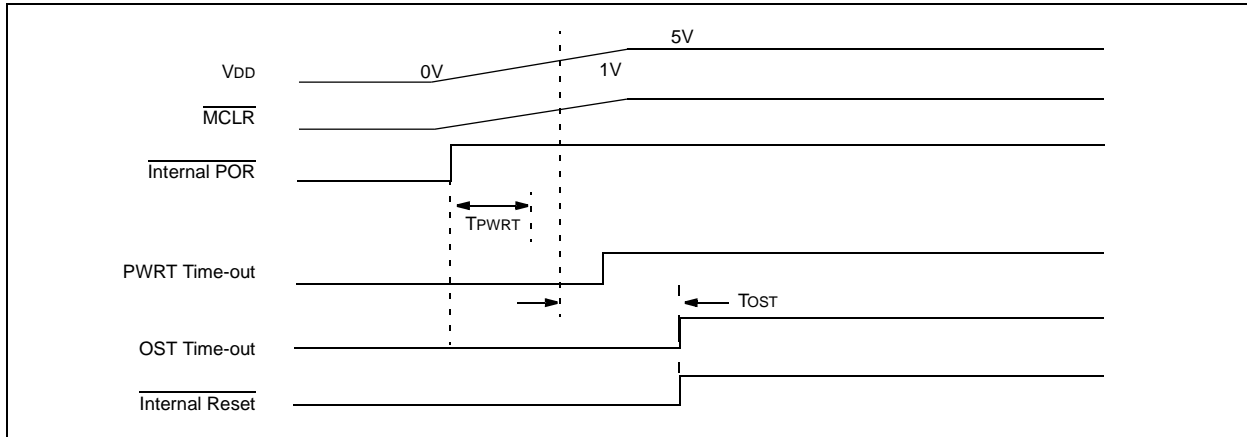 5V
VDD 0V 1V
MCLR
Internal POR
TPWRT
PWRT Time-out
TOST
OST Time-out
Internal Reset